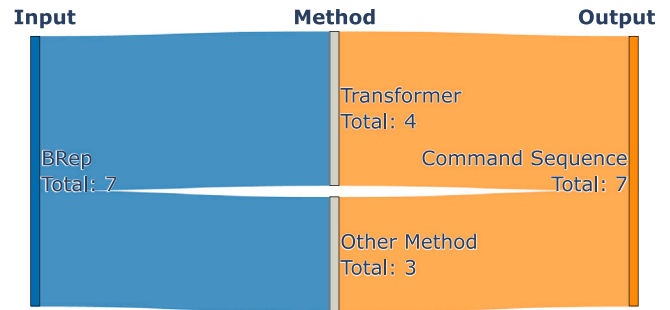 Input Method Output
Transformer
Total: 4
BRep
Total: 7
Command Sequence
Total: 7
Other Method
Total: 3